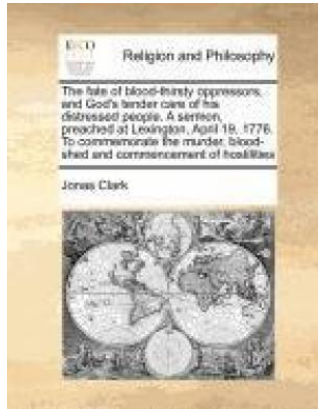 ECCO
Religion and Philosophy
The fate of blood-thirsty oppressors,
and God's tender care of his
distressed people. A sermon,
preached at Lexington, April 19, 1776.
To commemorate the murder, blood-
shed and commencement of hostilities
Jonas Clark